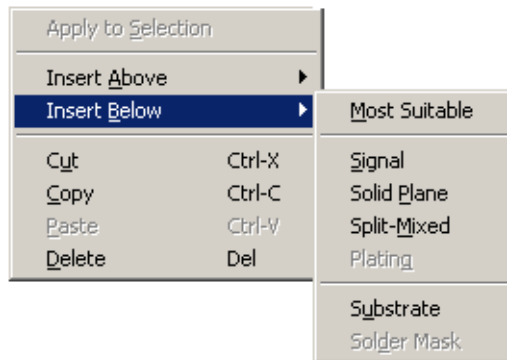 Apply to Selection
Insert Above
Insert Below
Cut Ctrl-X
Copy Ctrl-C
Paste Ctrl-V
Delete Del
Most Suitable
Signal
Solid Plane
Split-Mixed
Plating
Substrate
Solder Mask